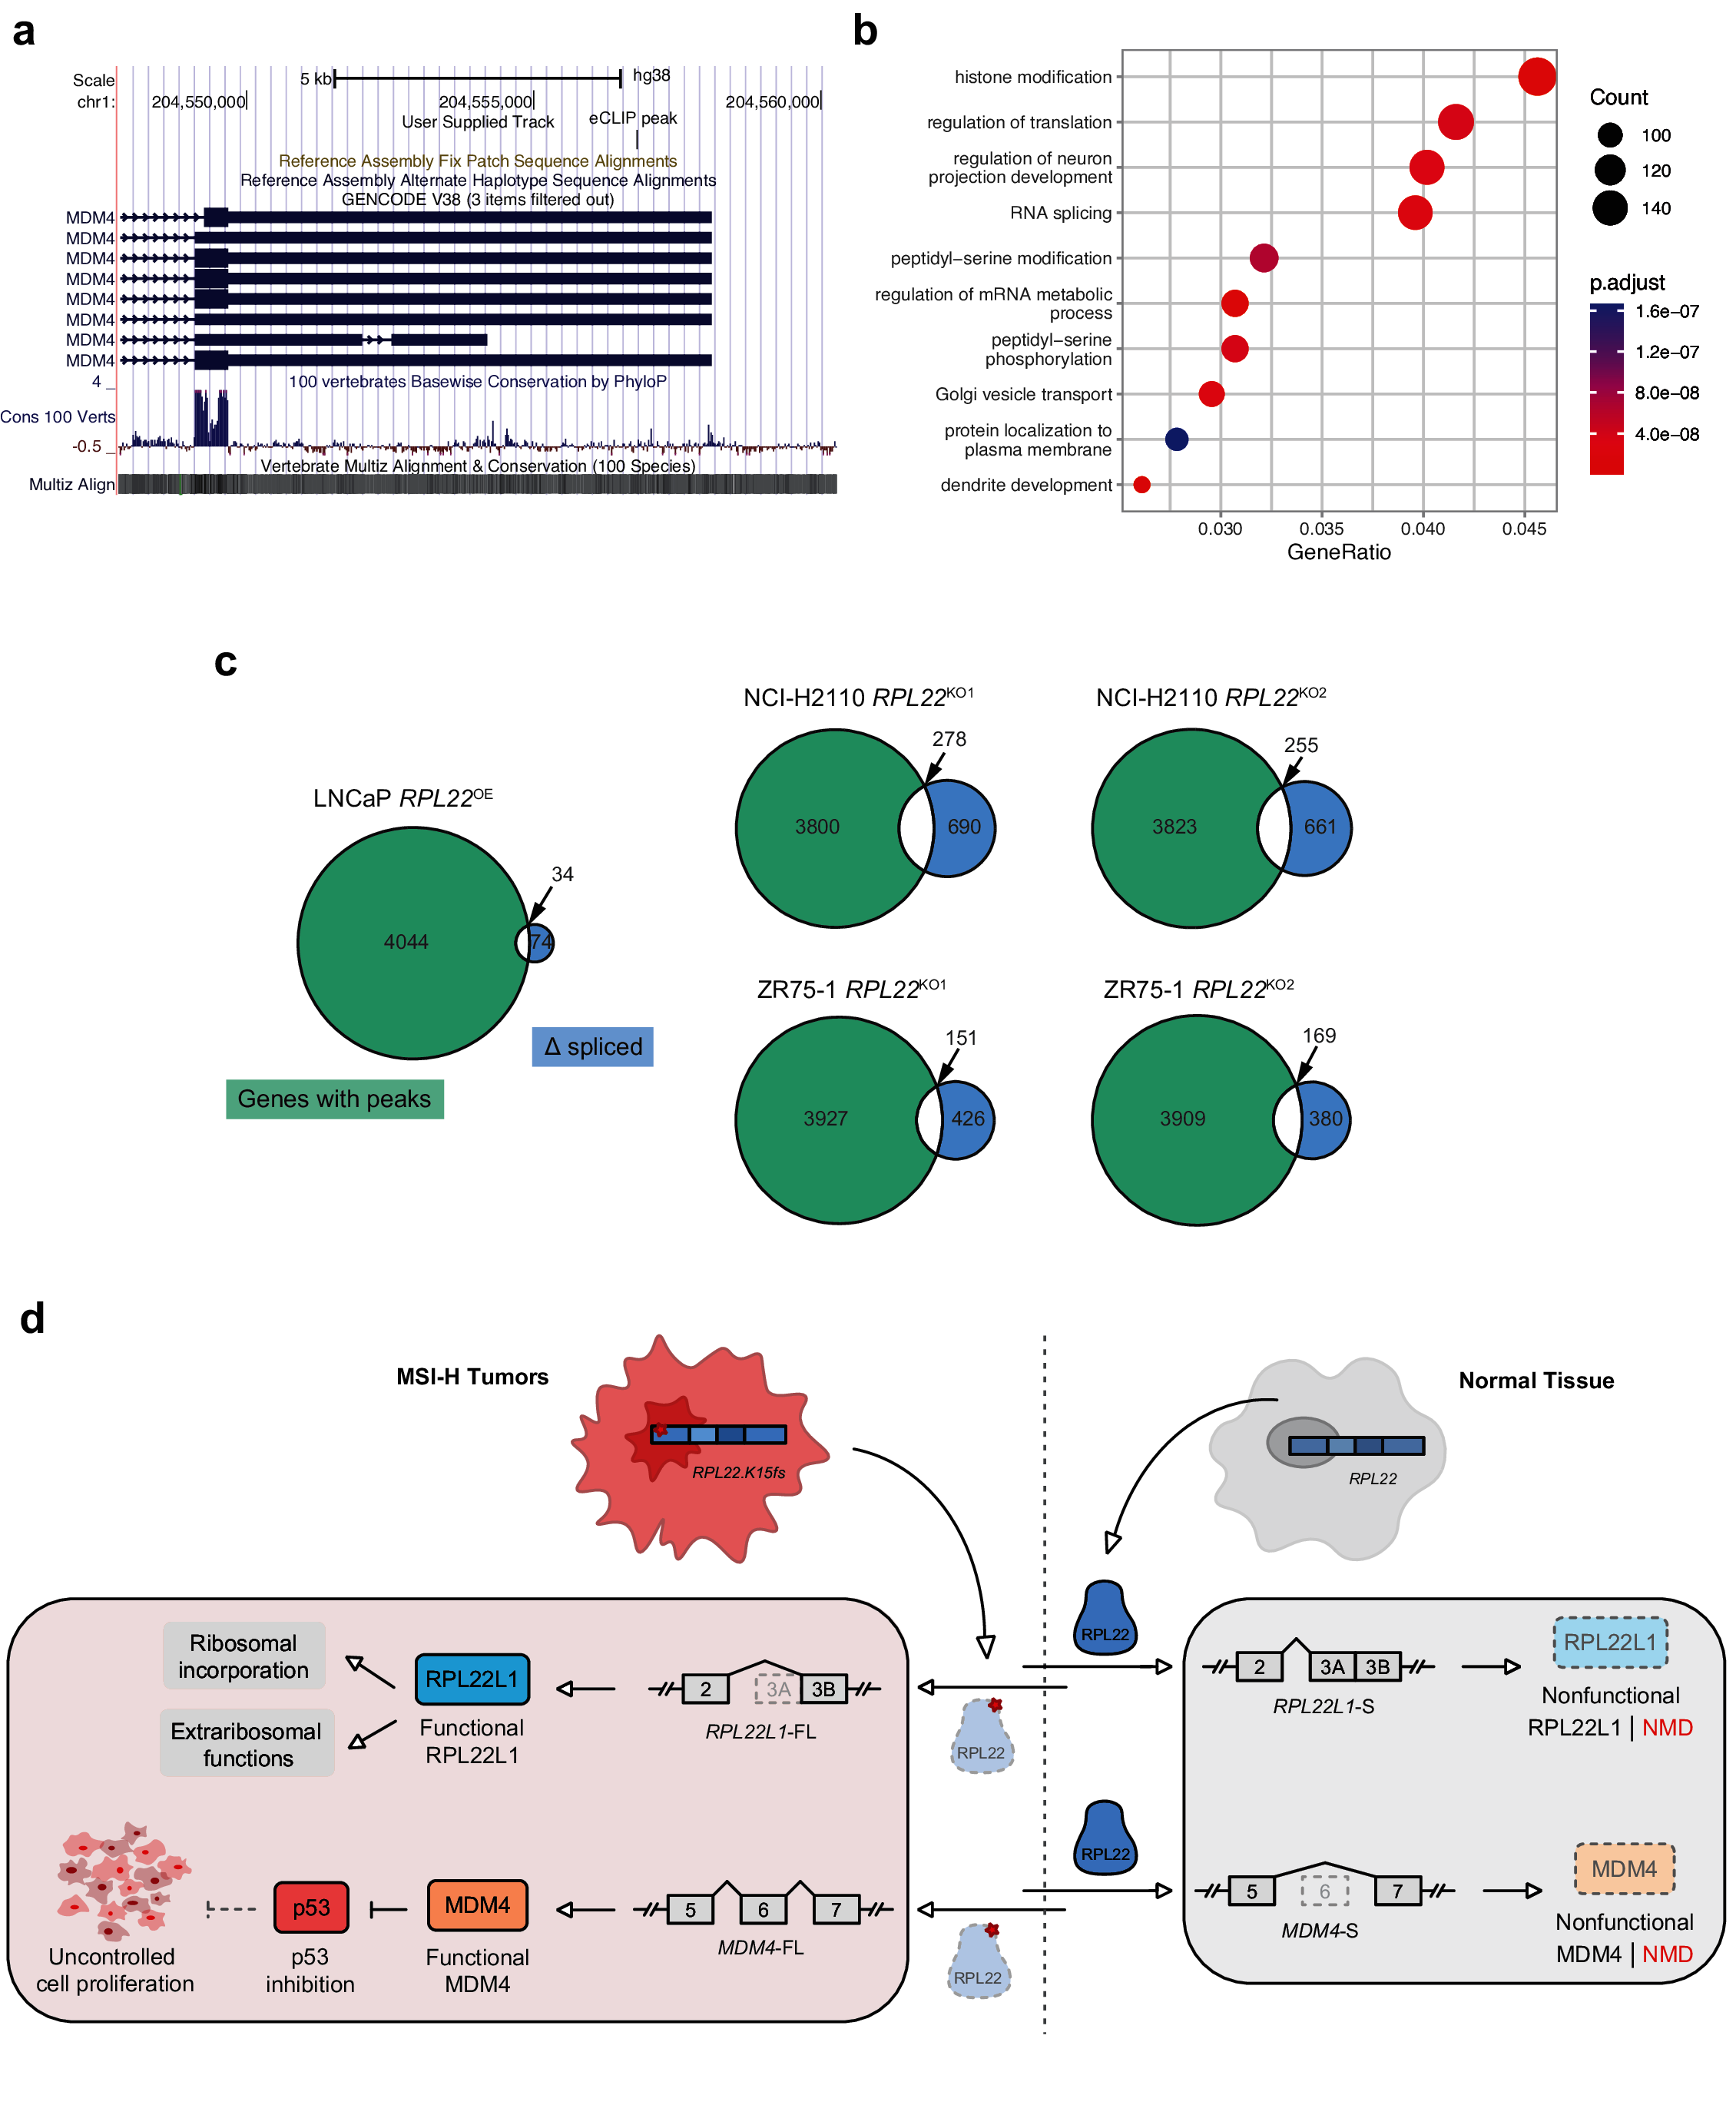 a
Scale
5 kb
hg38
chr1:
204,550,000
204,555,000
204,560,000
User Supplied Track
eCLIP peak
Reference Assembly Fix Patch Sequence Alignments
Reference Assembly Alternate Haplotype Sequence Alignments
GENCODE V38 (3 items filtered out)
MDM4
MDM4
MDM4
MDM4
MDM4
MDM4
MDM4
MDM4
4 _
100 vertebrates Basewise Conservation by PhyloP
Cons 100 Verts
-0.5 _
Vertebrate Multiz Alignment & Conservation (100 Species)
Multiz Align
b
histone modification
regulation of translation
regulation of neuron
projection development
RNA splicing
peptidyl−serine modification
regulation of mRNA metabolic
process
peptidyl−serine
phosphorylation
Golgi vesicle transport
protein localization to
plasma membrane
dendrite development
0.030
0.035
0.040
0.045
GeneRatio
Count
100
120
140
p.adjust
1.6e−07
1.2e−07
8.0e−08
4.0e−08
c
LNCaP RPL22OE
34
4044
74
Δ spliced
Genes with peaks
NCI-H2110 RPL22KO1
278
3800
690
NCI-H2110 RPL22KO2
255
3823
661
ZR75-1 RPL22KO1
151
3927
426
ZR75-1 RPL22KO2
169
3909
380
d
MSI-H Tumors
RPL22.K15fs
Normal Tissue
RPL22
Ribosomal
incorporation
Extraribosomal
functions
RPL22L1
Functional
RPL22L1
2
3A
3B
RPL22L1-FL
RPL22
RPL22
2
3A
3B
RPL22L1-S
RPL22L1
Nonfunctional
RPL22L1 | NMD
Uncontrolled
cell proliferation
p53
p53
inhibition
MDM4
Functional
MDM4
5
6
7
MDM4-FL
RPL22
RPL22
5
6
7
MDM4-S
MDM4
Nonfunctional
MDM4 | NMD